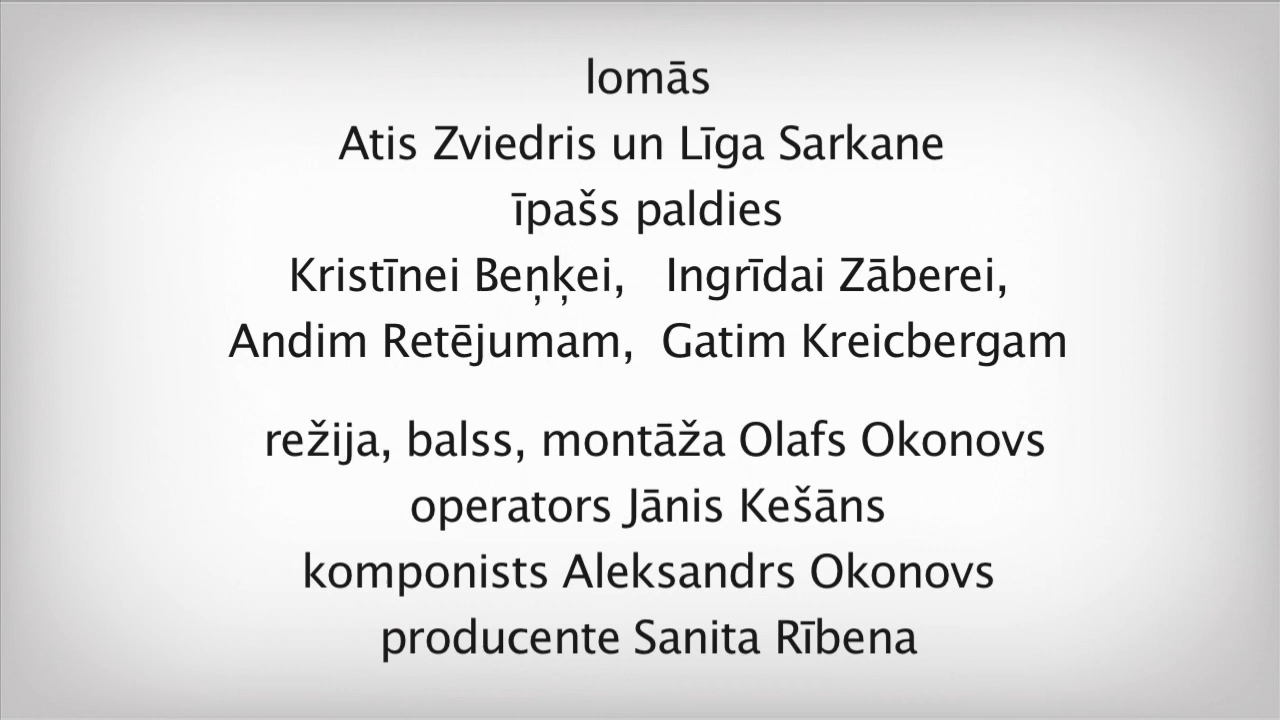 lomās
Atis Zviedris un Līga Sarkane
īpašs paldies
Kristīnei Beņķei, Ingrīdai Zāberei,
Andim Retējumam, Gatim Kreicbergam
režija, balss, montāža Olafs Okonovs
operators Jānis Kešāns
komponists Aleksandrs Okonovs
producente Sanita Rībena